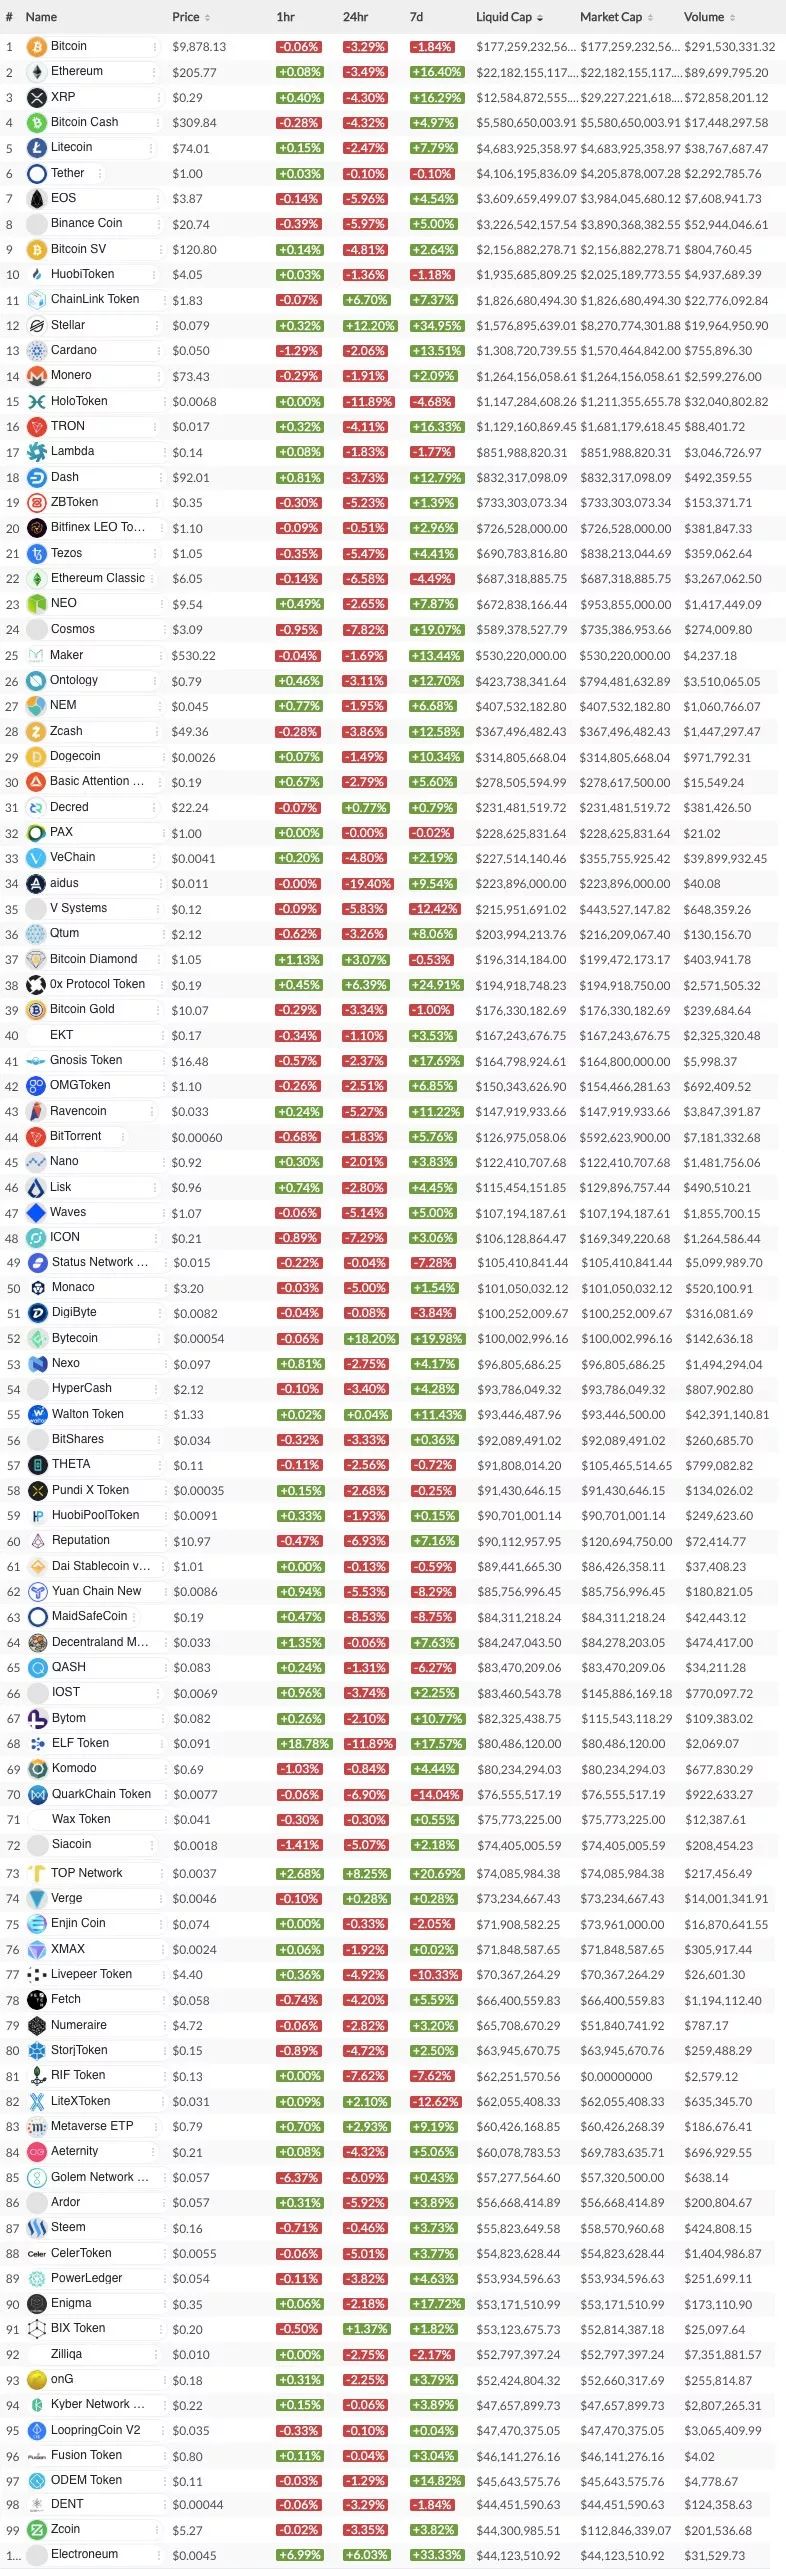 # Name Price 1hr 24hr 7d Liquid Cap Market Cap Volume
1 Bitcoin $9,878.13 -0.06% -3.29% -1.84% $177,259,232,56... $177,259,232,56... $291,530,331.32
2 Ethereum $205.77 +0.08% -3.49% +16.40% $22,182,155,117.... $22,182,155,117.... $89,699,795.20
3 XRP $0.29 +0.40% -4.30% +16.29% $12,584,872,555.... $29,227,221,618.... $72,858,201.12
4 Bitcoin Cash $309.84 -0.28% -4.32% +4.97% $5,580,650,003.91 $5,580,650,003.91 $17,448,297.58
5 Litecoin $74.01 +0.15% -2.47% +7.79% $4,683,925,358.97 $4,683,925,358.97 $38,767,687.47
6 Tether $1.00 +0.03% -0.10% -0.10% $4,106,195,836.09 $4,205,878,007.28 $2,292,785.76
7 EOS $3.87 -0.14% -5.96% +4.54% $3,609,659,499.07 $3,984,045,680.12 $7,608,941.73
8 Binance Coin $20.74 -0.39% -5.97% +5.00% $3,226,542,157.54 $3,890,368,382.55 $52,944,046.61
9 Bitcoin SV $120.80 +0.14% -4.81% +2.64% $2,156,882,278.71 $2,156,882,278.71 $804,760.45
10 HuobiToken $4.05 +0.03% -1.36% -1.18% $1,935,685,809.25 $2,025,189,773.55 $4,937,689.39
11 ChainLink Token $1.83 -0.07% +6.70% +7.37% $1,826,680,494.30 $1,826,680,494.30 $22,776,092.84
12 Stellar $0.079 +0.32% +12.20% +34.95% $1,576,895,639.01 $8,270,774,301.88 $19,964,950.90
13 Cardano $0.050 -1.29% -2.06% +13.51% $1,308,720,739.55 $1,570,464,842.00 $755,896.30
14 Monero $73.43 -0.29% -1.91% +2.09% $1,264,156,058.61 $1,264,156,058.61 $2,599,276.00
15 HoloToken $0.0068 +0.00% -11.89% -4.68% $1,147,284,608.26 $1,211,355,655.78 $32,040,802.82
16 TRON $0.017 +0.32% -4.11% +16.33% $1,129,160,869.45 $1,681,179,618.45 $88,401.72
17 Lambda $0.14 +0.08% -1.83% -1.77% $851,988,820.31 $851,988,820.31 $3,046,726.97
18 Dash $92.01 +0.81% -3.73% +12.79% $832,317,098.09 $832,317,098.09 $492,359.55
19 ZBToken $0.35 -0.30% -5.23% +1.39% $733,303,073.34 $733,303,073.34 $153,371.71
20 Bitfinex LEO To... $1.10 -0.09% -0.51% +2.96% $726,528,000.00 $726,528,000.00 $381,847.33
21 Tezos $1.05 -0.35% -5.47% +4.41% $690,783,816.80 $838,213,044.69 $359,062.64
22 Ethereum Classic $6.05 -0.14% -6.58% -4.49% $687,318,885.75 $687,318,885.75 $3,267,062.50
23 NEO $9.54 +0.49% -2.65% +7.87% $672,838,166.44 $953,855,000.00 $1,417,449.09
24 Cosmos $3.09 -0.95% -7.82% +19.07% $589,378,527.79 $735,386,953.66 $274,009.80
25 Maker $530.22 -0.04% -1.69% +13.44% $530,220,000.00 $530,220,000.00 $4,237.18
26 Ontology $0.79 +0.46% -3.11% +12.70% $423,738,341.64 $794,481,632.89 $3,510,065.05
27 NEM $0.045 +0.77% -1.95% +6.68% $407,532,182.80 $407,532,182.80 $1,060,766.07
28 Zcash $49.36 -0.28% -3.86% +12.58% $367,496,482.43 $367,496,482.43 $1,447,297.47
29 Dogecoin $0.0026 +0.07% -1.49% +10.34% $314,805,668.04 $314,805,668.04 $971,792.31
30 Basic Attention ... $0.19 +0.67% -2.79% +5.60% $278,505,594.99 $278,617,500.00 $15,549.24
31 Decred $22.24 -0.07% +0.77% +0.79% $231,481,519.72 $231,481,519.72 $381,426.50
32 PAX $1.00 +0.00% -0.00% -0.02% $228,625,831.64 $228,625,831.64 $21.02
33 VeChain $0.0041 +0.20% -4.80% +2.19% $227,514,140.46 $355,755,925.42 $39,899,932.45
34 aidus $0.011 -0.00% -19.40% +9.54% $223,896,000.00 $223,896,000.00 $40.08
35 V Systems $0.12 -0.09% -5.83% -12.42% $215,951,691.02 $443,527,147.82 $648,359.26
36 Qtum $2.12 -0.62% -3.26% +8.06% $203,994,213.76 $216,209,067.40 $130,156.70
37 Bitcoin Diamond $1.05 +1.13% +3.07% -0.53% $196,314,184.00 $199,472,173.17 $403,941.78
38 0x Protocol Token $0.19 +0.45% +6.39% +24.91% $194,918,748.23 $194,918,750.00 $2,571,505.32
39 Bitcoin Gold $10.07 -0.29% -3.34% -1.00% $176,330,182.69 $176,330,182.69 $239,684.64
40 EKT $0.17 -0.34% -1.10% +3.53% $167,243,676.75 $167,243,676.75 $2,325,320.48
41 Gnosis Token $16.48 -0.57% -2.37% +17.69% $164,798,924.61 $164,800,000.00 $5,998.37
42 OMGToken $1.10 -0.26% -2.51% +6.85% $150,343,626.90 $154,466,281.63 $692,409.52
43 Ravencoin $0.033 +0.24% -5.27% +11.22% $147,919,933.66 $147,919,933.66 $3,847,391.87
44 BitTorrent $0.00060 -0.68% -1.83% +5.76% $126,975,058.06 $592,623,900.00 $7,181,332.68
45 Nano $0.92 +0.30% -2.01% +3.83% $122,410,707.68 $122,410,707.68 $1,481,756.06
46 Lisk $0.96 +0.74% -2.80% +4.45% $115,454,151.85 $129,896,757.44 $490,510.21
47 Waves $1.07 -0.06% -5.14% +5.00% $107,194,187.61 $107,194,187.61 $1,855,700.15
48 ICON $0.21 -0.89% -7.29% +3.06% $106,128,864.47 $169,349,220.68 $1,264,586.44
49 Status Network ... $0.015 -0.22% -0.04% -7.28% $105,410,841.44 $105,410,841.44 $5,099,989.70
50 Monaco $3.20 -0.03% -5.00% +1.54% $101,050,032.12 $101,050,032.12 $520,100.91
51 DigiByte $0.0082 -0.04% -0.08% -3.84% $100,252,009.67 $100,252,009.67 $316,081.69
52 Bytecoin $0.00054 -0.06% +18.20% +19.98% $100,002,996.16 $100,002,996.16 $142,636.18
53 Nexo $0.097 +0.81% -2.75% +4.17% $96,805,686.25 $96,805,686.25 $1,494,294.04
54 HyperCash $2.12 -0.10% -3.40% +4.28% $93,786,049.32 $93,786,049.32 $807,902.80
55 Walton Token $1.33 +0.02% +0.04% +11.43% $93,446,487.96 $93,446,500.00 $42,391,140.81
56 BitShares $0.034 -0.32% -3.33% +0.36% $92,089,491.02 $92,089,491.02 $260,685.70
57 THETA $0.11 -0.11% -2.56% -0.72% $91,808,014.20 $105,465,514.65 $799,082.82
58 Pundi X Token $0.00035 +0.15% -2.68% -0.25% $91,430,646.15 $91,430,646.15 $134,026.02
59 HuobiPoolToken $0.0091 +0.33% -1.93% +0.15% $90,701,001.14 $90,701,001.14 $249,623.60
60 Reputation $10.97 -0.47% -6.93% +7.16% $90,112,957.95 $120,694,750.00 $72,414.77
61 Dai Stablecoin v... $1.01 +0.00% -0.13% -0.59% $89,441,665.30 $86,426,358.11 $37,408.23
62 Yuan Chain New $0.0086 +0.94% -5.53% -8.29% $85,756,996.45 $85,756,996.45 $180,821.05
63 MaidSafeCoin $0.19 +0.47% -8.53% -8.75% $84,311,218.24 $84,311,218.24 $42,443.12
64 Decentraland M... $0.033 +1.35% -0.06% +7.63% $84,247,043.50 $84,278,203.05 $474,417.00
65 QASH $0.083 +0.24% -1.31% -6.27% $83,470,209.06 $83,470,209.06 $34,211.28
66 IOST $0.0069 +0.96% -3.74% +2.25% $83,460,543.78 $145,886,169.18 $770,097.72
67 Bytom $0.082 +0.26% -2.10% +10.77% $82,325,438.75 $115,543,118.29 $109,383.02
68 ELF Token $0.091 +18.78% -11.89% +17.57% $80,486,120.00 $80,486,120.00 $2,069.07
69 Komodo $0.69 -1.03% -0.84% +4.44% $80,234,294.03 $80,234,294.03 $677,830.29
70 QuarkChain Token $0.0077 -0.06% -6.90% -14.04% $76,555,517.19 $76,555,517.19 $922,633.27
71 Wax Token $0.041 -0.30% -0.30% +0.55% $75,773,225.00 $75,773,225.00 $12,387.61
72 Siacoin $0.0018 -1.41% -5.07% +2.18% $74,405,005.59 $74,405,005.59 $208,454.23
73 TOP Network $0.0037 +2.68% +8.25% +20.69% $74,085,984.38 $74,085,984.38 $217,456.49
74 Verge $0.0046 -0.10% +0.28% +0.28% $73,234,667.43 $73,234,667.43 $14,001,341.91
75 Enjin Coin $0.074 +0.00% -0.33% -2.05% $71,908,582.25 $73,961,000.00 $16,870,641.55
76 XMAX $0.0024 +0.06% -1.92% +0.02% $71,848,587.65 $71,848,587.65 $305,917.44
77 Livepeer Token $4.40 +0.36% -4.92% -10.33% $70,367,264.29 $70,367,264.29 $26,601.30
78 Fetch $0.058 -0.74% -4.20% +5.59% $66,400,559.83 $66,400,559.83 $1,194,112.40
79 Numeraire $4.72 -0.06% -2.82% +3.20% $65,708,670.29 $51,840,741.92 $787.17
80 StorjToken $0.15 -0.89% -4.72% +2.50% $63,945,670.75 $63,945,670.76 $259,488.29
81 RIF Token $0.13 +0.00% -7.62% -7.62% $62,251,570.56 $0.00000000 $2,579.12
82 LiteXToken $0.031 +0.09% +2.10% -12.62% $62,055,408.33 $62,055,408.33 $635,345.70
83 Metaverse ETP $0.79 +0.70% +2.93% +9.19% $60,426,168.85 $60,426,268.39 $186,676.41
84 Aeternity $0.21 +0.08% -4.32% +5.06% $60,078,783.53 $69,783,635.71 $696,929.55
85 Golem Network ... $0.057 -6.37% -6.09% +0.43% $57,277,564.60 $57,320,500.00 $638.14
86 Ardor $0.057 +0.31% -5.92% +3.89% $56,668,414.89 $56,668,414.89 $200,804.67
87 Steem $0.16 -0.71% -0.46% +3.73% $55,823,649.58 $58,570,960.68 $424,808.15
88 Celer CelerToken $0.0055 -0.06% -5.01% +3.77% $54,823,628.44 $54,823,628.44 $1,404,986.87
89 PowerLedger $0.054 -0.11% -3.82% +4.63% $53,934,596.63 $53,934,596.63 $251,699.11
90 Enigma $0.35 +0.06% -2.18% +17.72% $53,171,510.99 $53,171,510.99 $173,110.90
91 BIX Token $0.20 -0.50% +1.37% +1.82% $53,123,675.73 $52,814,387.18 $25,097.64
92 Zilliqa $0.010 +0.00% -2.75% -2.17% $52,797,397.24 $52,797,397.24 $7,351,881.57
93 onG $0.18 +0.31% -2.25% +3.79% $52,424,804.32 $52,660,317.69 $255,814.87
94 Kyber Network ... $0.22 +0.15% -0.06% +3.89% $47,657,899.73 $47,657,899.73 $2,807,265.31
95 LoopringCoin V2 $0.035 -0.33% -0.10% +0.04% $47,470,375.05 $47,470,375.05 $3,065,409.99
96 Fusion Fusion Token $0.80 +0.11% -0.04% +3.04% $46,141,276.16 $46,141,276.16 $4.02
97 ODEM Token $0.11 -0.03% -1.29% +14.82% $45,643,575.76 $45,643,575.76 $4,778.67
98 DENT $0.00044 -0.06% -3.29% -1.84% $44,451,590.63 $44,451,590.63 $124,358.63
99 Zcoin $5.27 -0.02% -3.35% +3.82% $44,300,985.51 $112,846,339.07 $201,536.68
1... Electroneum $0.0045 +6.99% +6.03% +33.33% $44,123,510.92 $44,123,510.92 $31,529.73